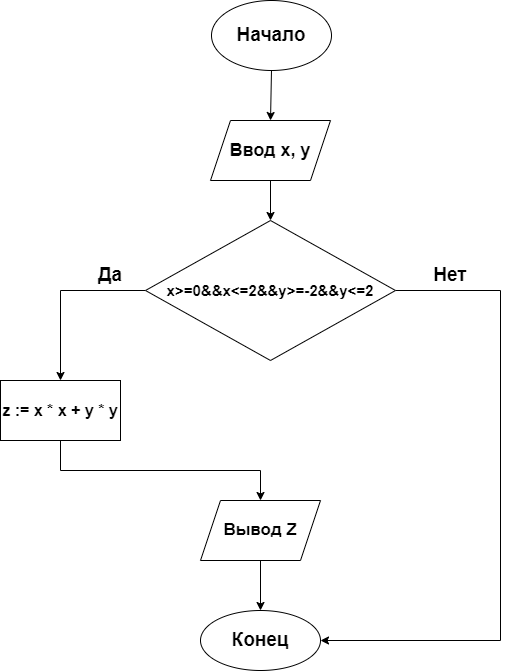 Начало
Ввод x, y
Да
Нет
x>=0&&x<=2&&y>=-2&&y<=2
z := x * x + y * y
Вывод Z
Конец